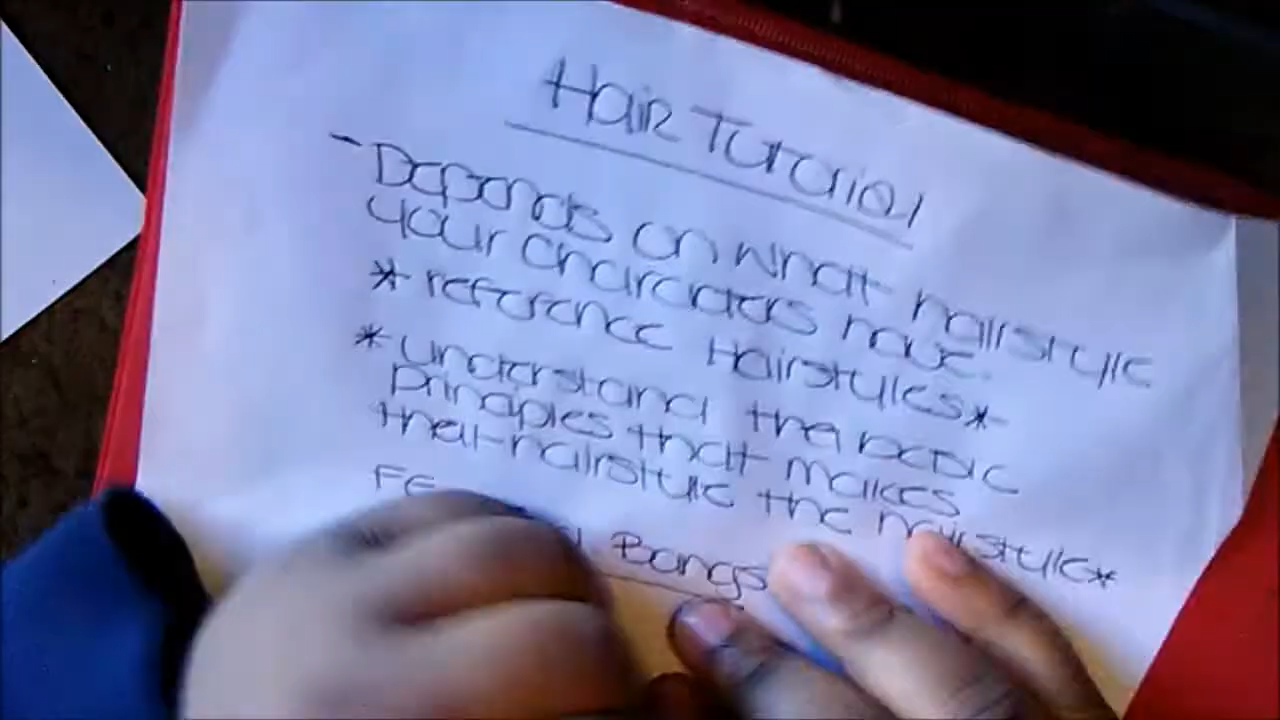 Hair Tutorial
- Depends on what hairstyle
your characters have.
* reference Hairstyles*
*understand the basic
principles that makes
that hairstyle the hairstyle*
Bangs